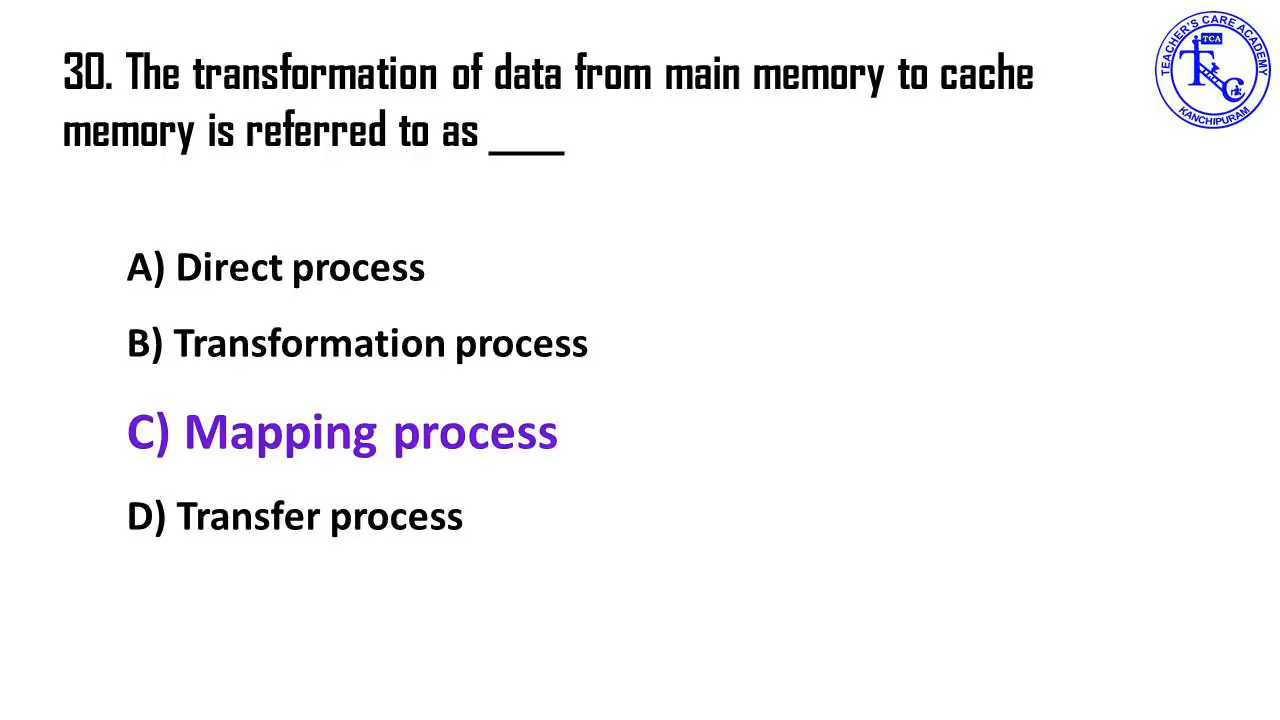 30. The transformation of data from main memory to cache
memory is referred to as ____
A) Direct process
B) Transformation process
C) Mapping process
D) Transfer process
TEACHER'S CARE ACADEMY
TCA
KANCHIPURAM